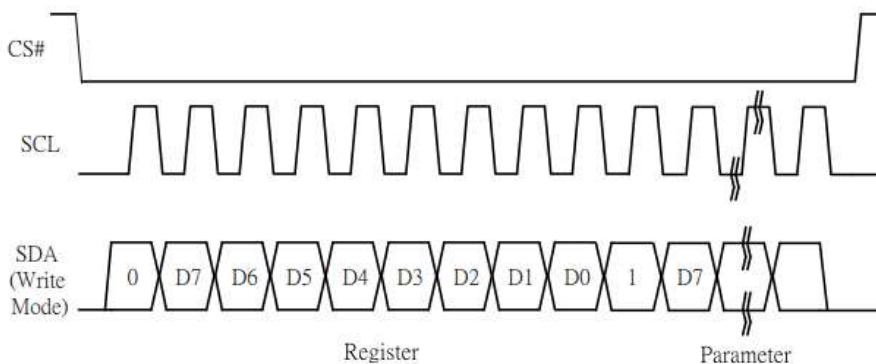 CS#
SCL
SDA
(Write
Mode)
0 D7 D6 D5 D4 D3 D2 D1 D0 1 D7
Register Parameter